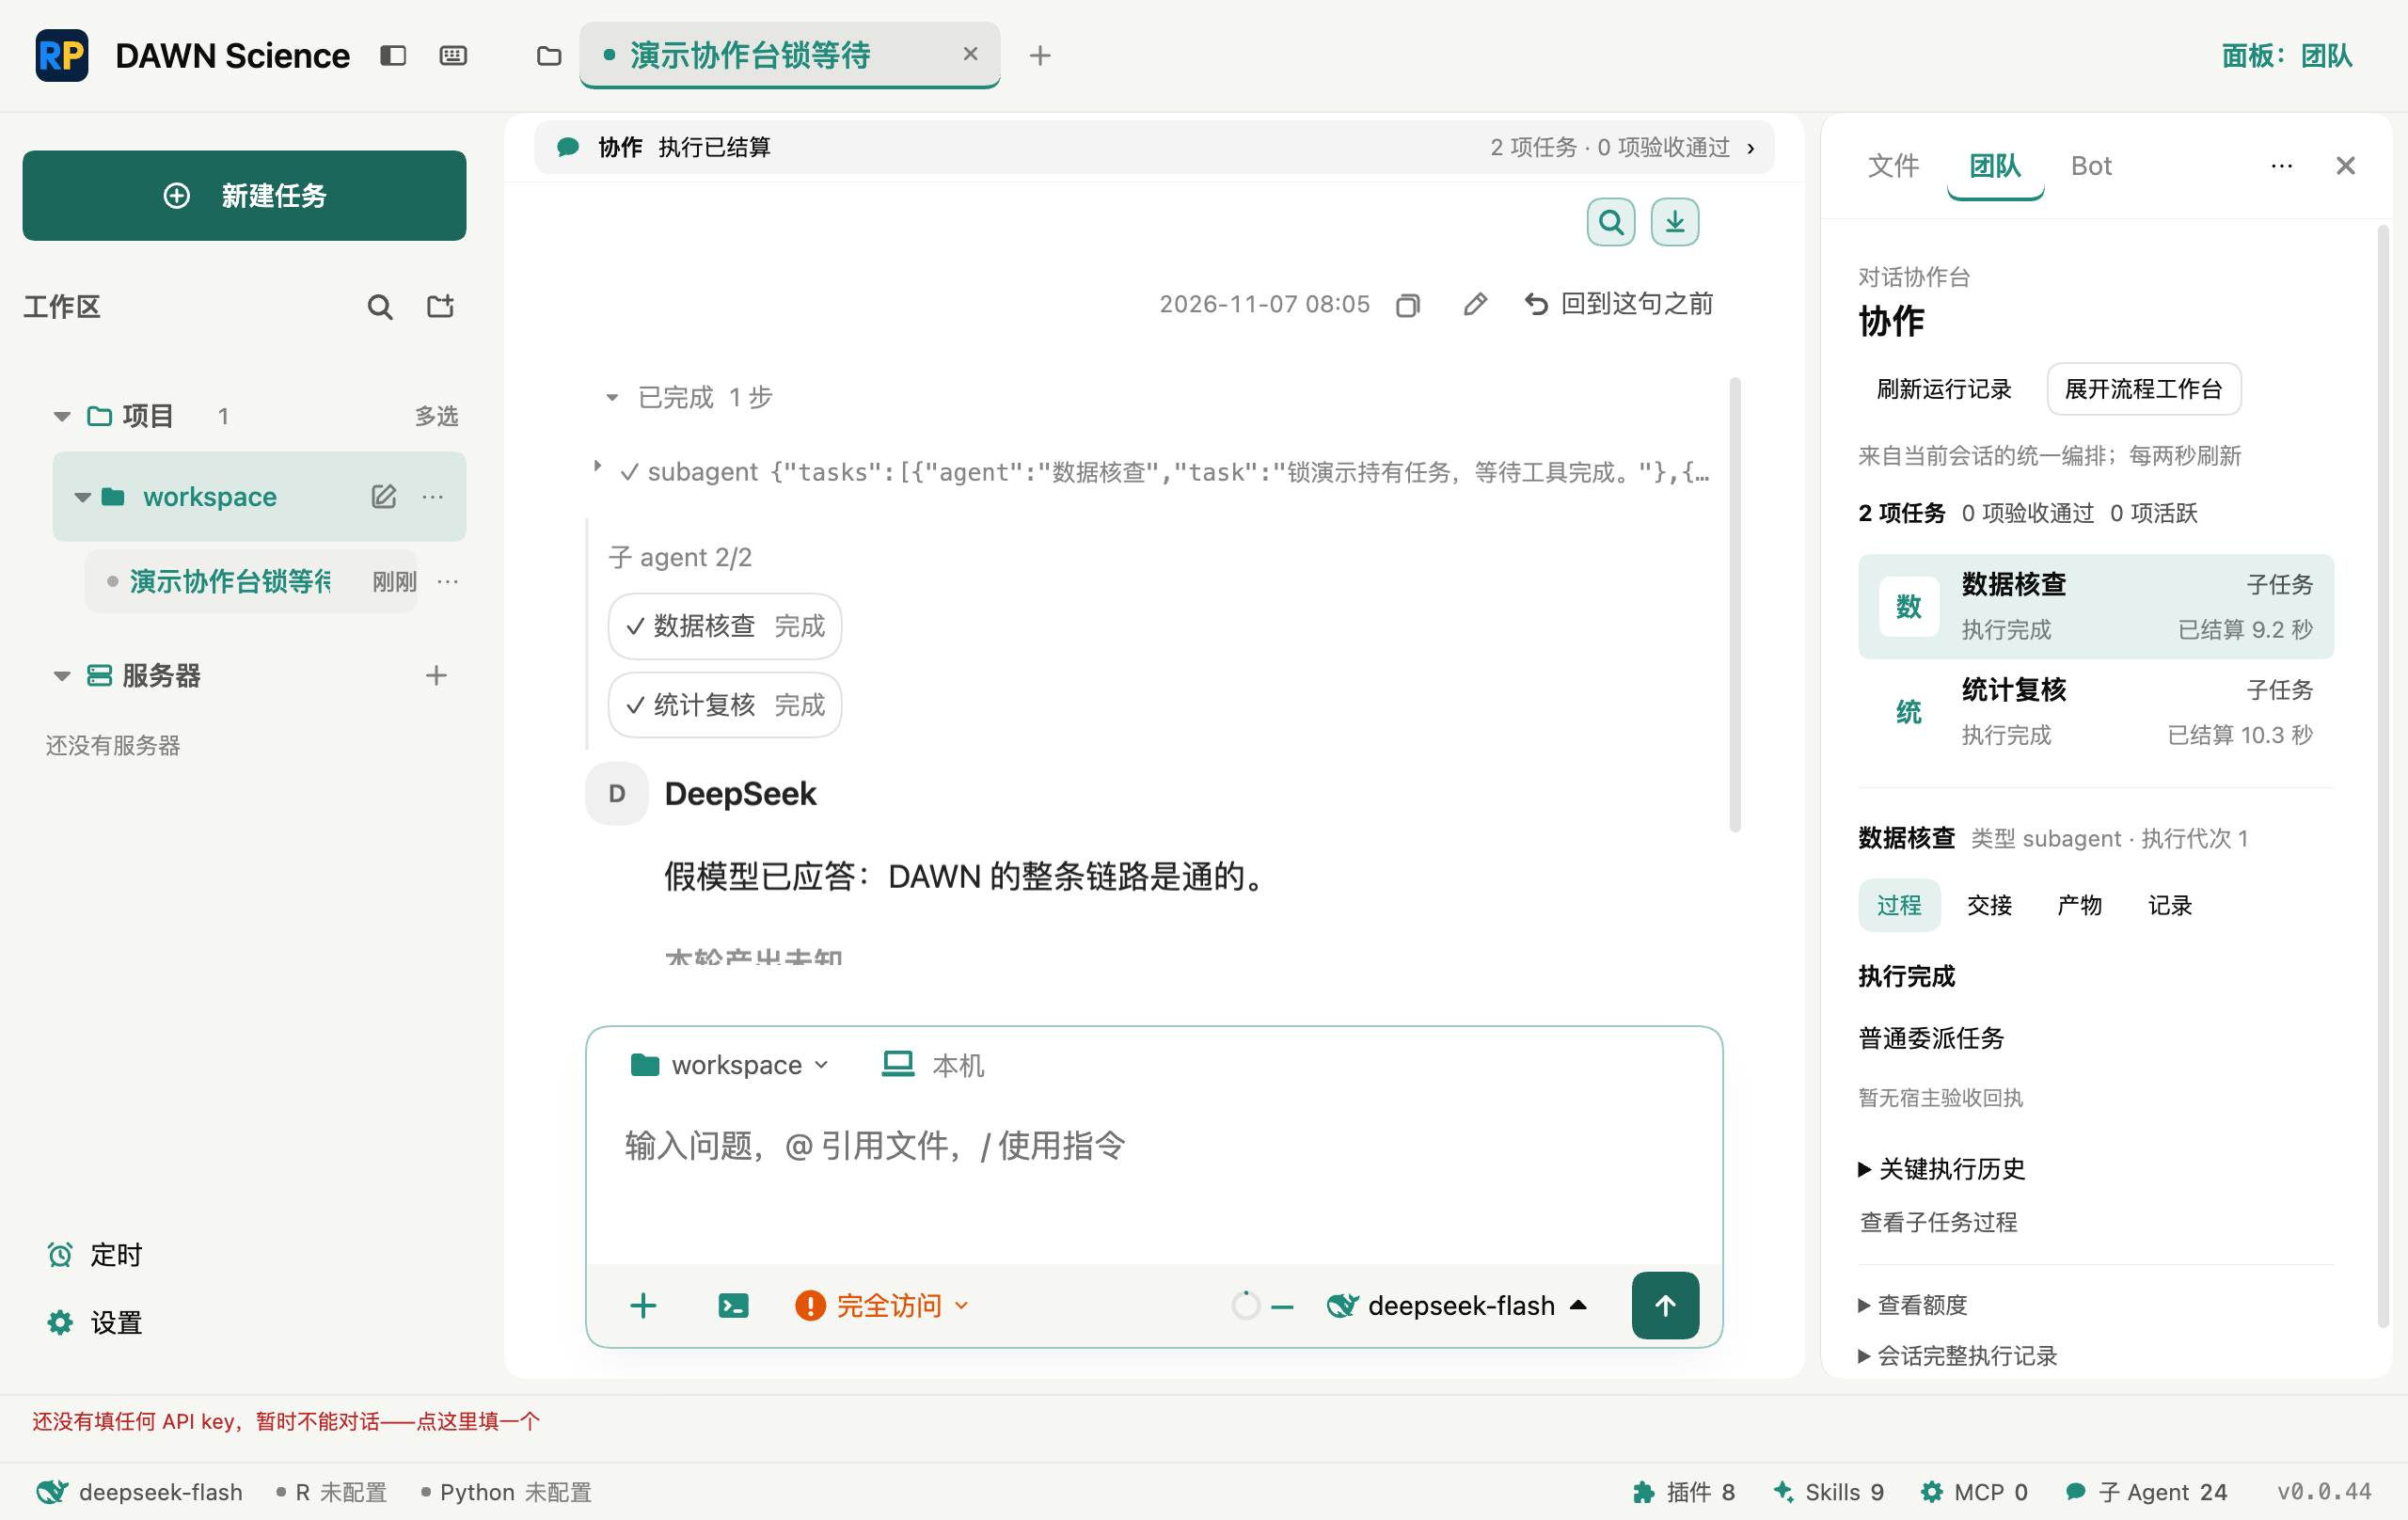 RP DAWN Science
演示协作台锁等待
面板：团队
新建任务
工作区
项目 1 多选
workspace
演示协作台锁等待 刚刚
服务器
还没有服务器
定时
设置
协作 执行已结算 2 项任务 · 0 项验收通过
2026-11-07 08:05 回到这句之前
已完成 1 步
subagent {"tasks":[{"agent":"数据核查","task":"锁演示持有任务，等待工具完成。"},{…
子 agent 2/2
数据核查 完成
统计复核 完成
D DeepSeek
假模型已应答：DAWN 的整条链路是通的。
本轮产出未知
workspace 本机
输入问题，@ 引用文件，/ 使用指令
完全访问 deepseek-flash
文件 团队 Bot
对话协作台
协作
刷新运行记录 展开流程工作台
来自当前会话的统一编排；每两秒刷新
2 项任务 0 项验收通过 0 项活跃
数 数据核查 子任务
执行完成 已结算 9.2 秒
统 统计复核 子任务
执行完成 已结算 10.3 秒
数据核查 类型 subagent · 执行代次 1
过程 交接 产物 记录
执行完成
普通委派任务
暂无宿主验收回执
关键执行历史
查看子任务过程
查看额度
会话完整执行记录
还没有填任何 API key，暂时不能对话——点这里填一个
deepseek-flash R 未配置 Python 未配置 插件 8 Skills 9 MCP 0 子 Agent 24 v0.0.44